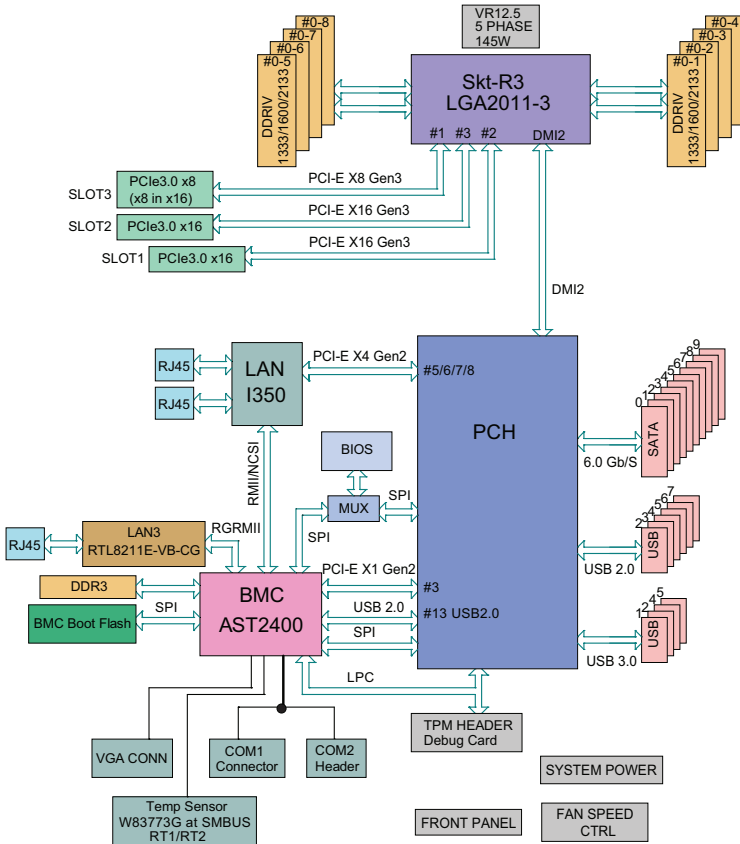 VR12.5
5 PHASE
145W
#0-8
#0-7
#0-6
#0-5
DDRIV
1333/1600/2133
Skt-R3
LGA2011-3
#1
#3
#2
DMI2
#0-4
#0-3
#0-2
#0-1
DDRIV
1333/1600/2133
SLOT3
PCIe3.0 x8
(x8 in x16)
PCI-E X8 Gen3
SLOT2
PCIe3.0 x16
PCI-E X16 Gen3
SLOT1
PCIe3.0 x16
PCI-E X16 Gen3
DMI2
RJ45
RJ45
LAN
I350
PCI-E X4 Gen2
#5/6/7/8
PCH
0 1 2 3 4 5 6 7 8 9
SATA
6.0 Gb/S
RMII/NCSI
BIOS
MUX
SPI
SPI
2 3 4 5 6 7
USB
USB 2.0
RJ45
LAN3
RTL8211E-VB-CG
RGRMII
DDR3
BMC Boot Flash
SPI
BMC
AST2400
PCI-E X1 Gen2
#3
USB 2.0
#13 USB2.0
SPI
1 2 4 5
USB
USB 3.0
LPC
VGA CONN
COM1
Connector
COM2
Header
TPM HEADER
Debug Card
SYSTEM POWER
Temp Sensor
W83773G at SMBUS
RT1/RT2
FRONT PANEL
FAN SPEED
CTRL